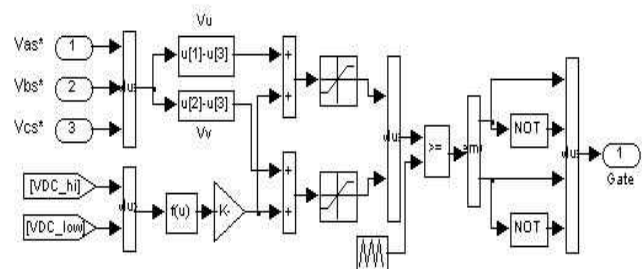 Vu
Vas*
1
u[1]-u[3]
Vbs*
2
u[2]-u[3]
Vcs*
3
Vv
+
+
>=
NOT
1
Gate
[VDC_hi]
f(u)
K-
+
+
[VDC_low]
NOT